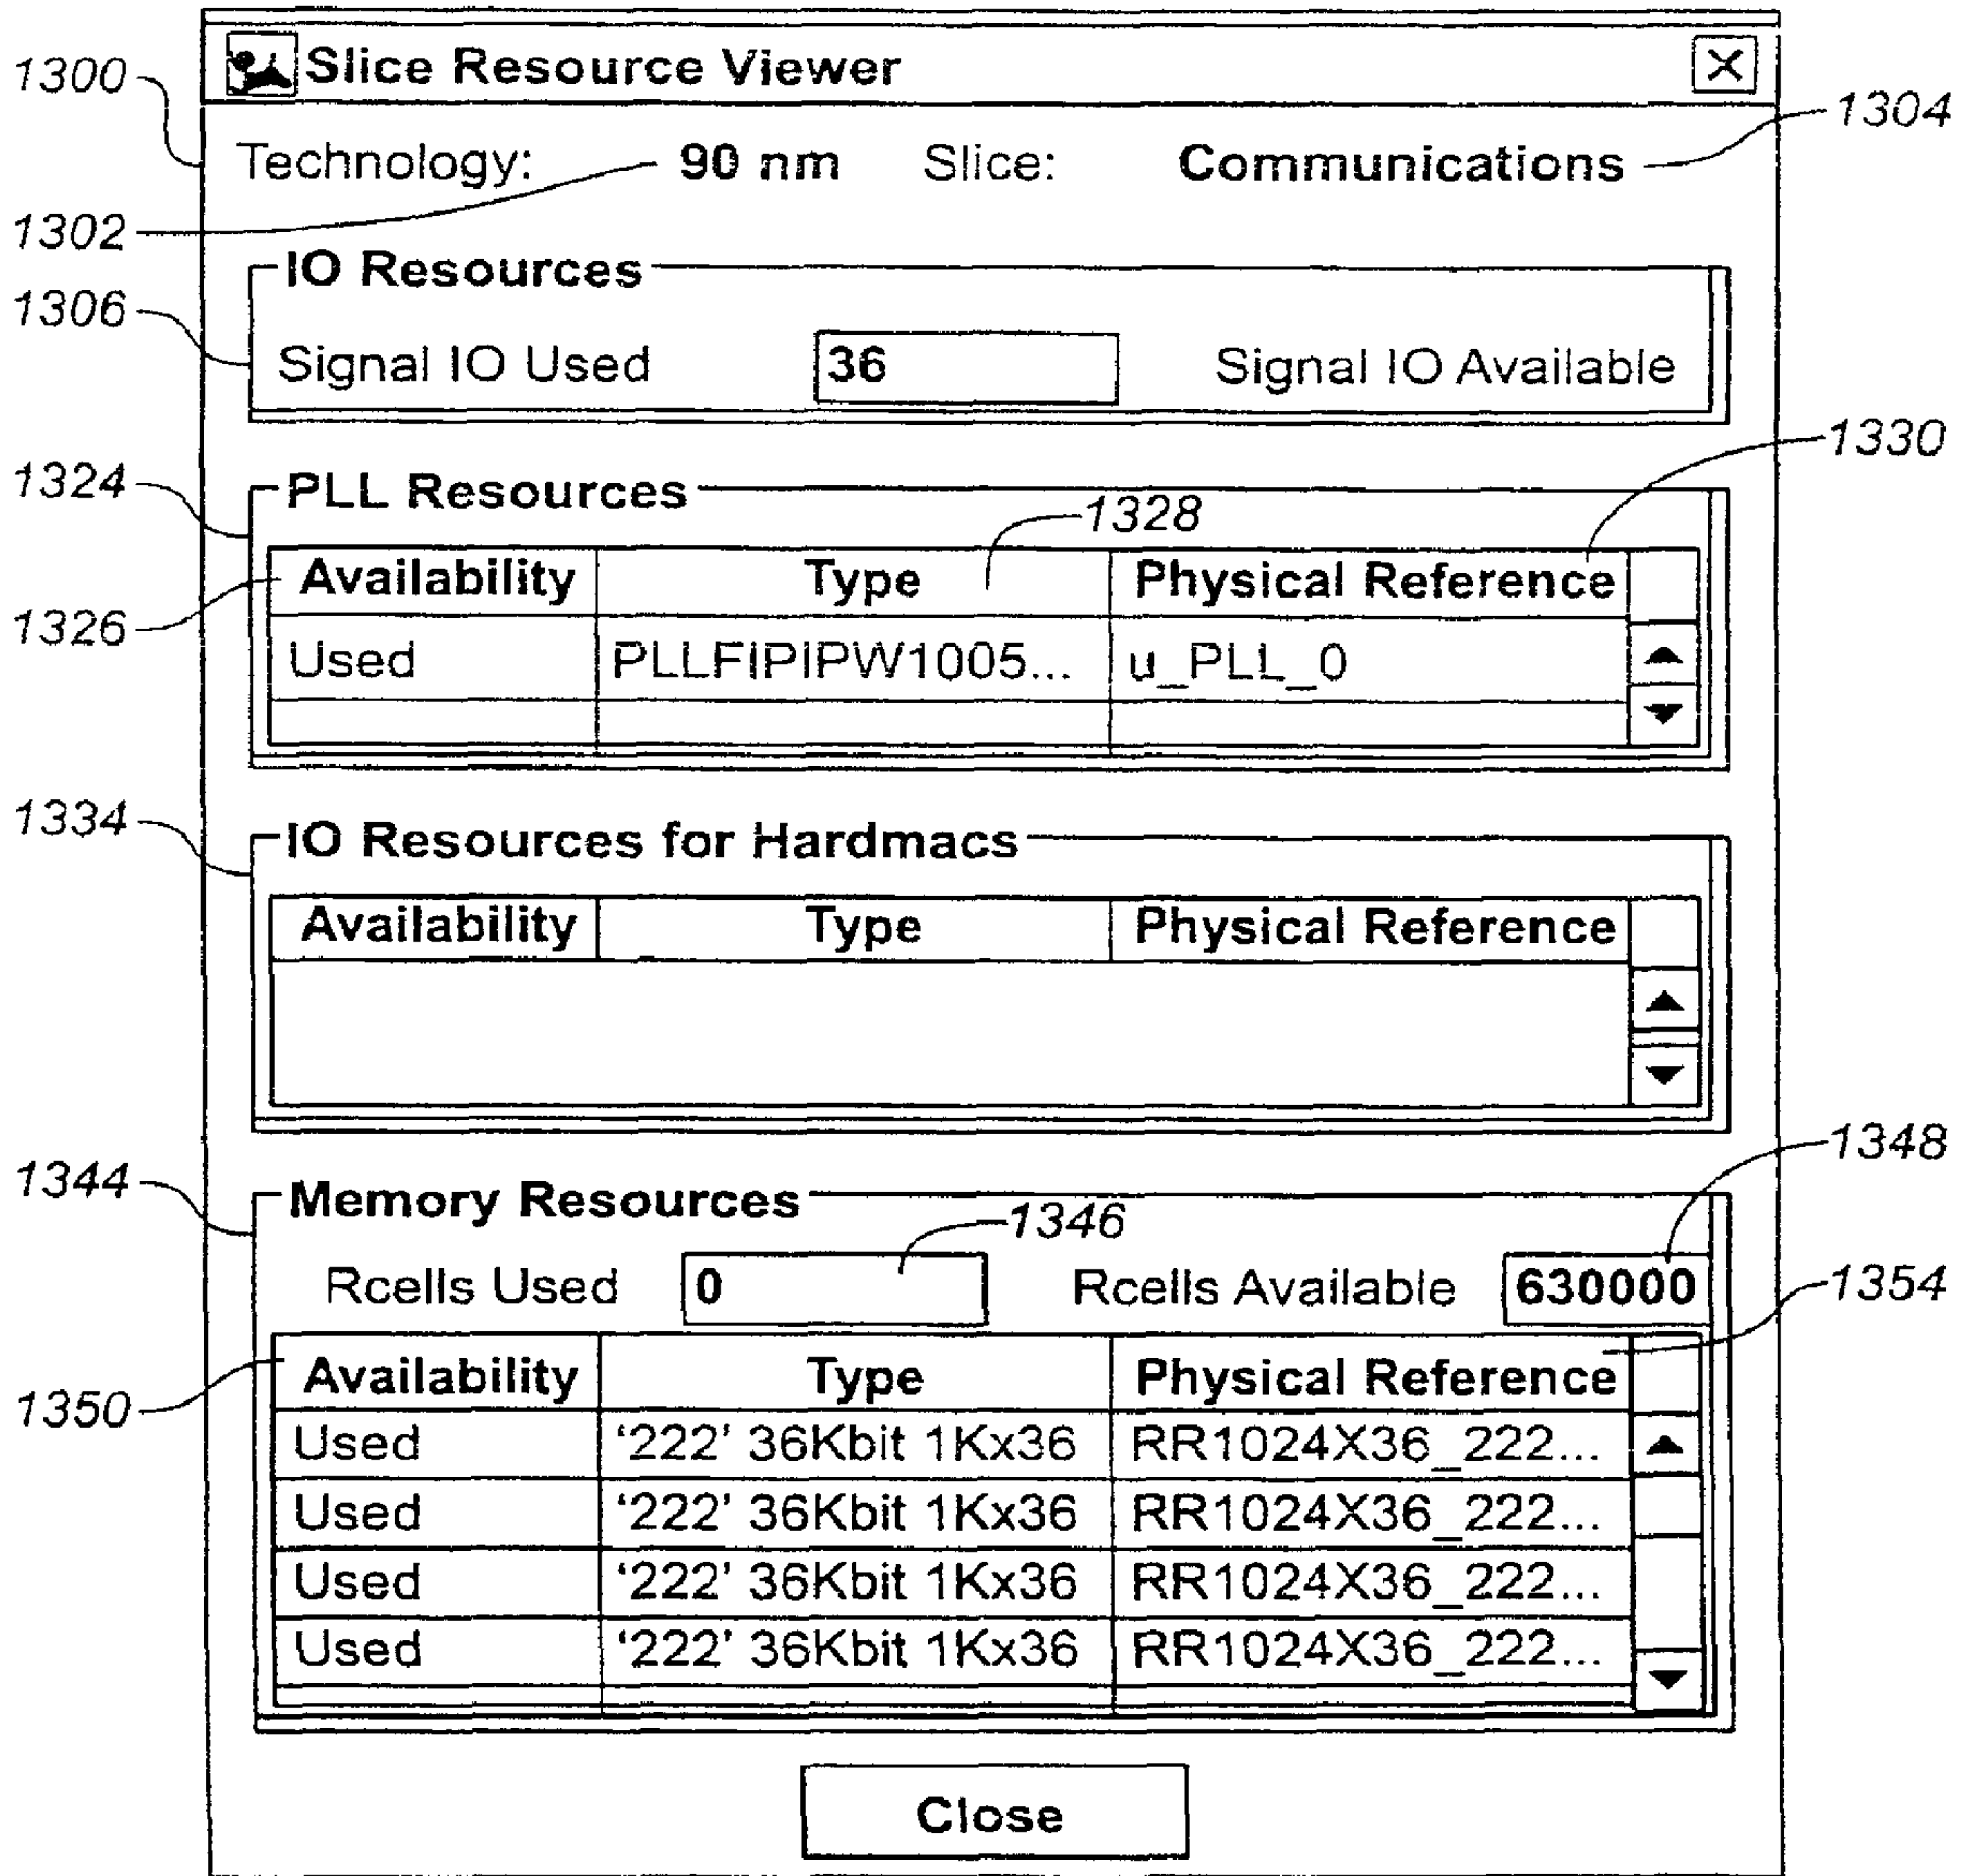 Slice Resource Viewer
1300
1304
Technology: 90 nm Slice: Communications
1302
IO Resources
1306
Signal IO Used 36 Signal IO Available
1330
1324
PLL Resources
1328
Availability Type Physical Reference
1326
Used PLLFIPIPW1005... u_PLL_0
1334
IO Resources for Hardmacs
Availability Type Physical Reference
1348
1344
Memory Resources
1346
Rcells Used 0 Rcells Available 630000
1354
Availability Type Physical Reference
1350
Used ‘222’ 36Kbit 1Kx36 RR1024X36_222...
Used ‘222’ 36Kbit 1Kx36 RR1024X36_222...
Used ‘222’ 36Kbit 1Kx36 RR1024X36_222...
Used ‘222’ 36Kbit 1Kx36 RR1024X36_222...
Close